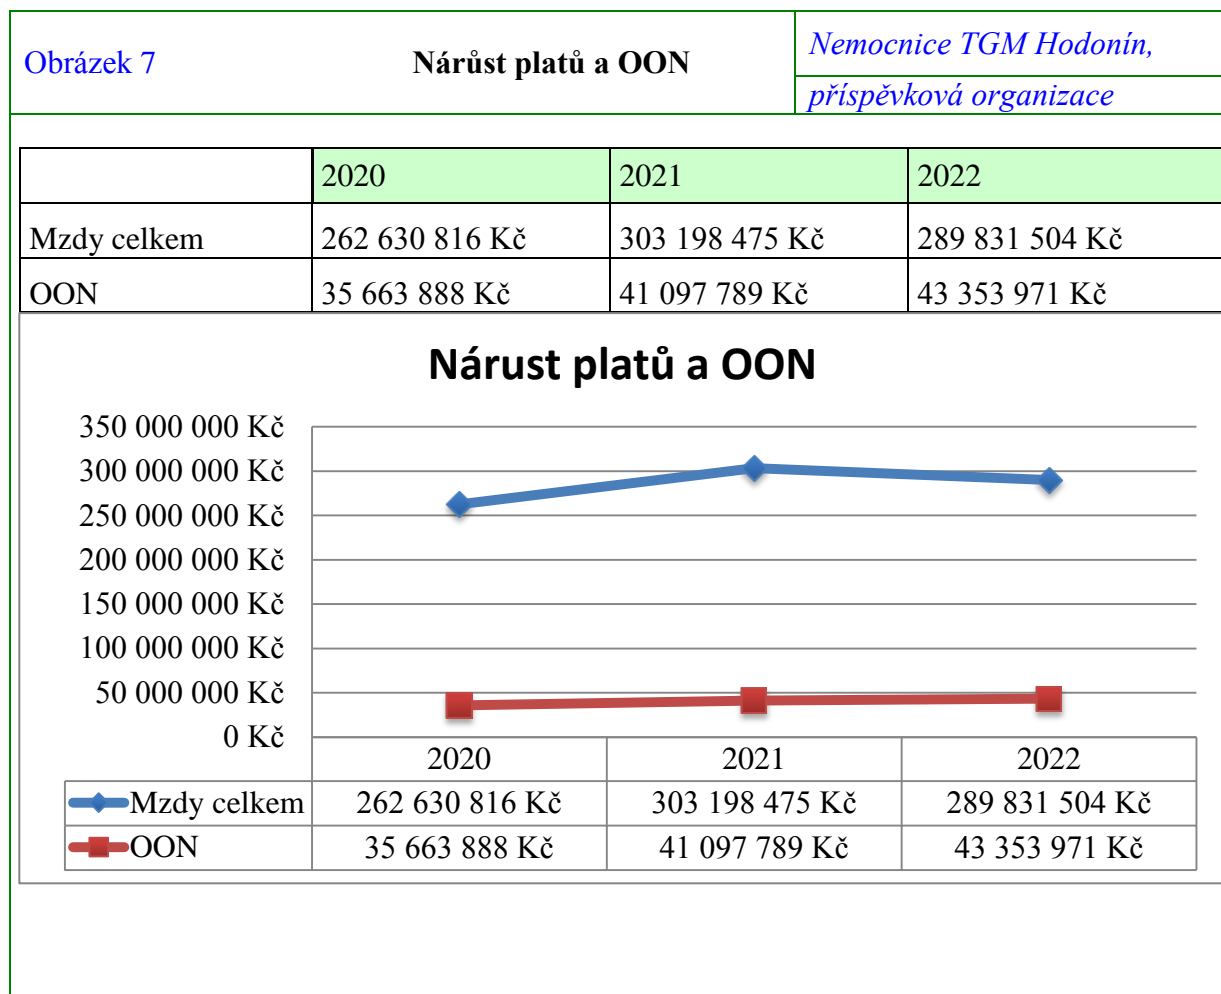 Obrázek 7
Nárůst platů a OON
Nemocnice TGM Hodonín,
příspěvková organizace
2020 2021 2022
Mzdy celkem 262 630 816 Kč 303 198 475 Kč 289 831 504 Kč
OON 35 663 888 Kč 41 097 789 Kč 43 353 971 Kč
Nárust platů a OON
350 000 000 Kč
300 000 000 Kč
250 000 000 Kč
200 000 000 Kč
150 000 000 Kč
100 000 000 Kč
50 000 000 Kč
0 Kč
2020 2021 2022
Mzdy celkem 262 630 816 Kč 303 198 475 Kč 289 831 504 Kč
OON 35 663 888 Kč 41 097 789 Kč 43 353 971 Kč